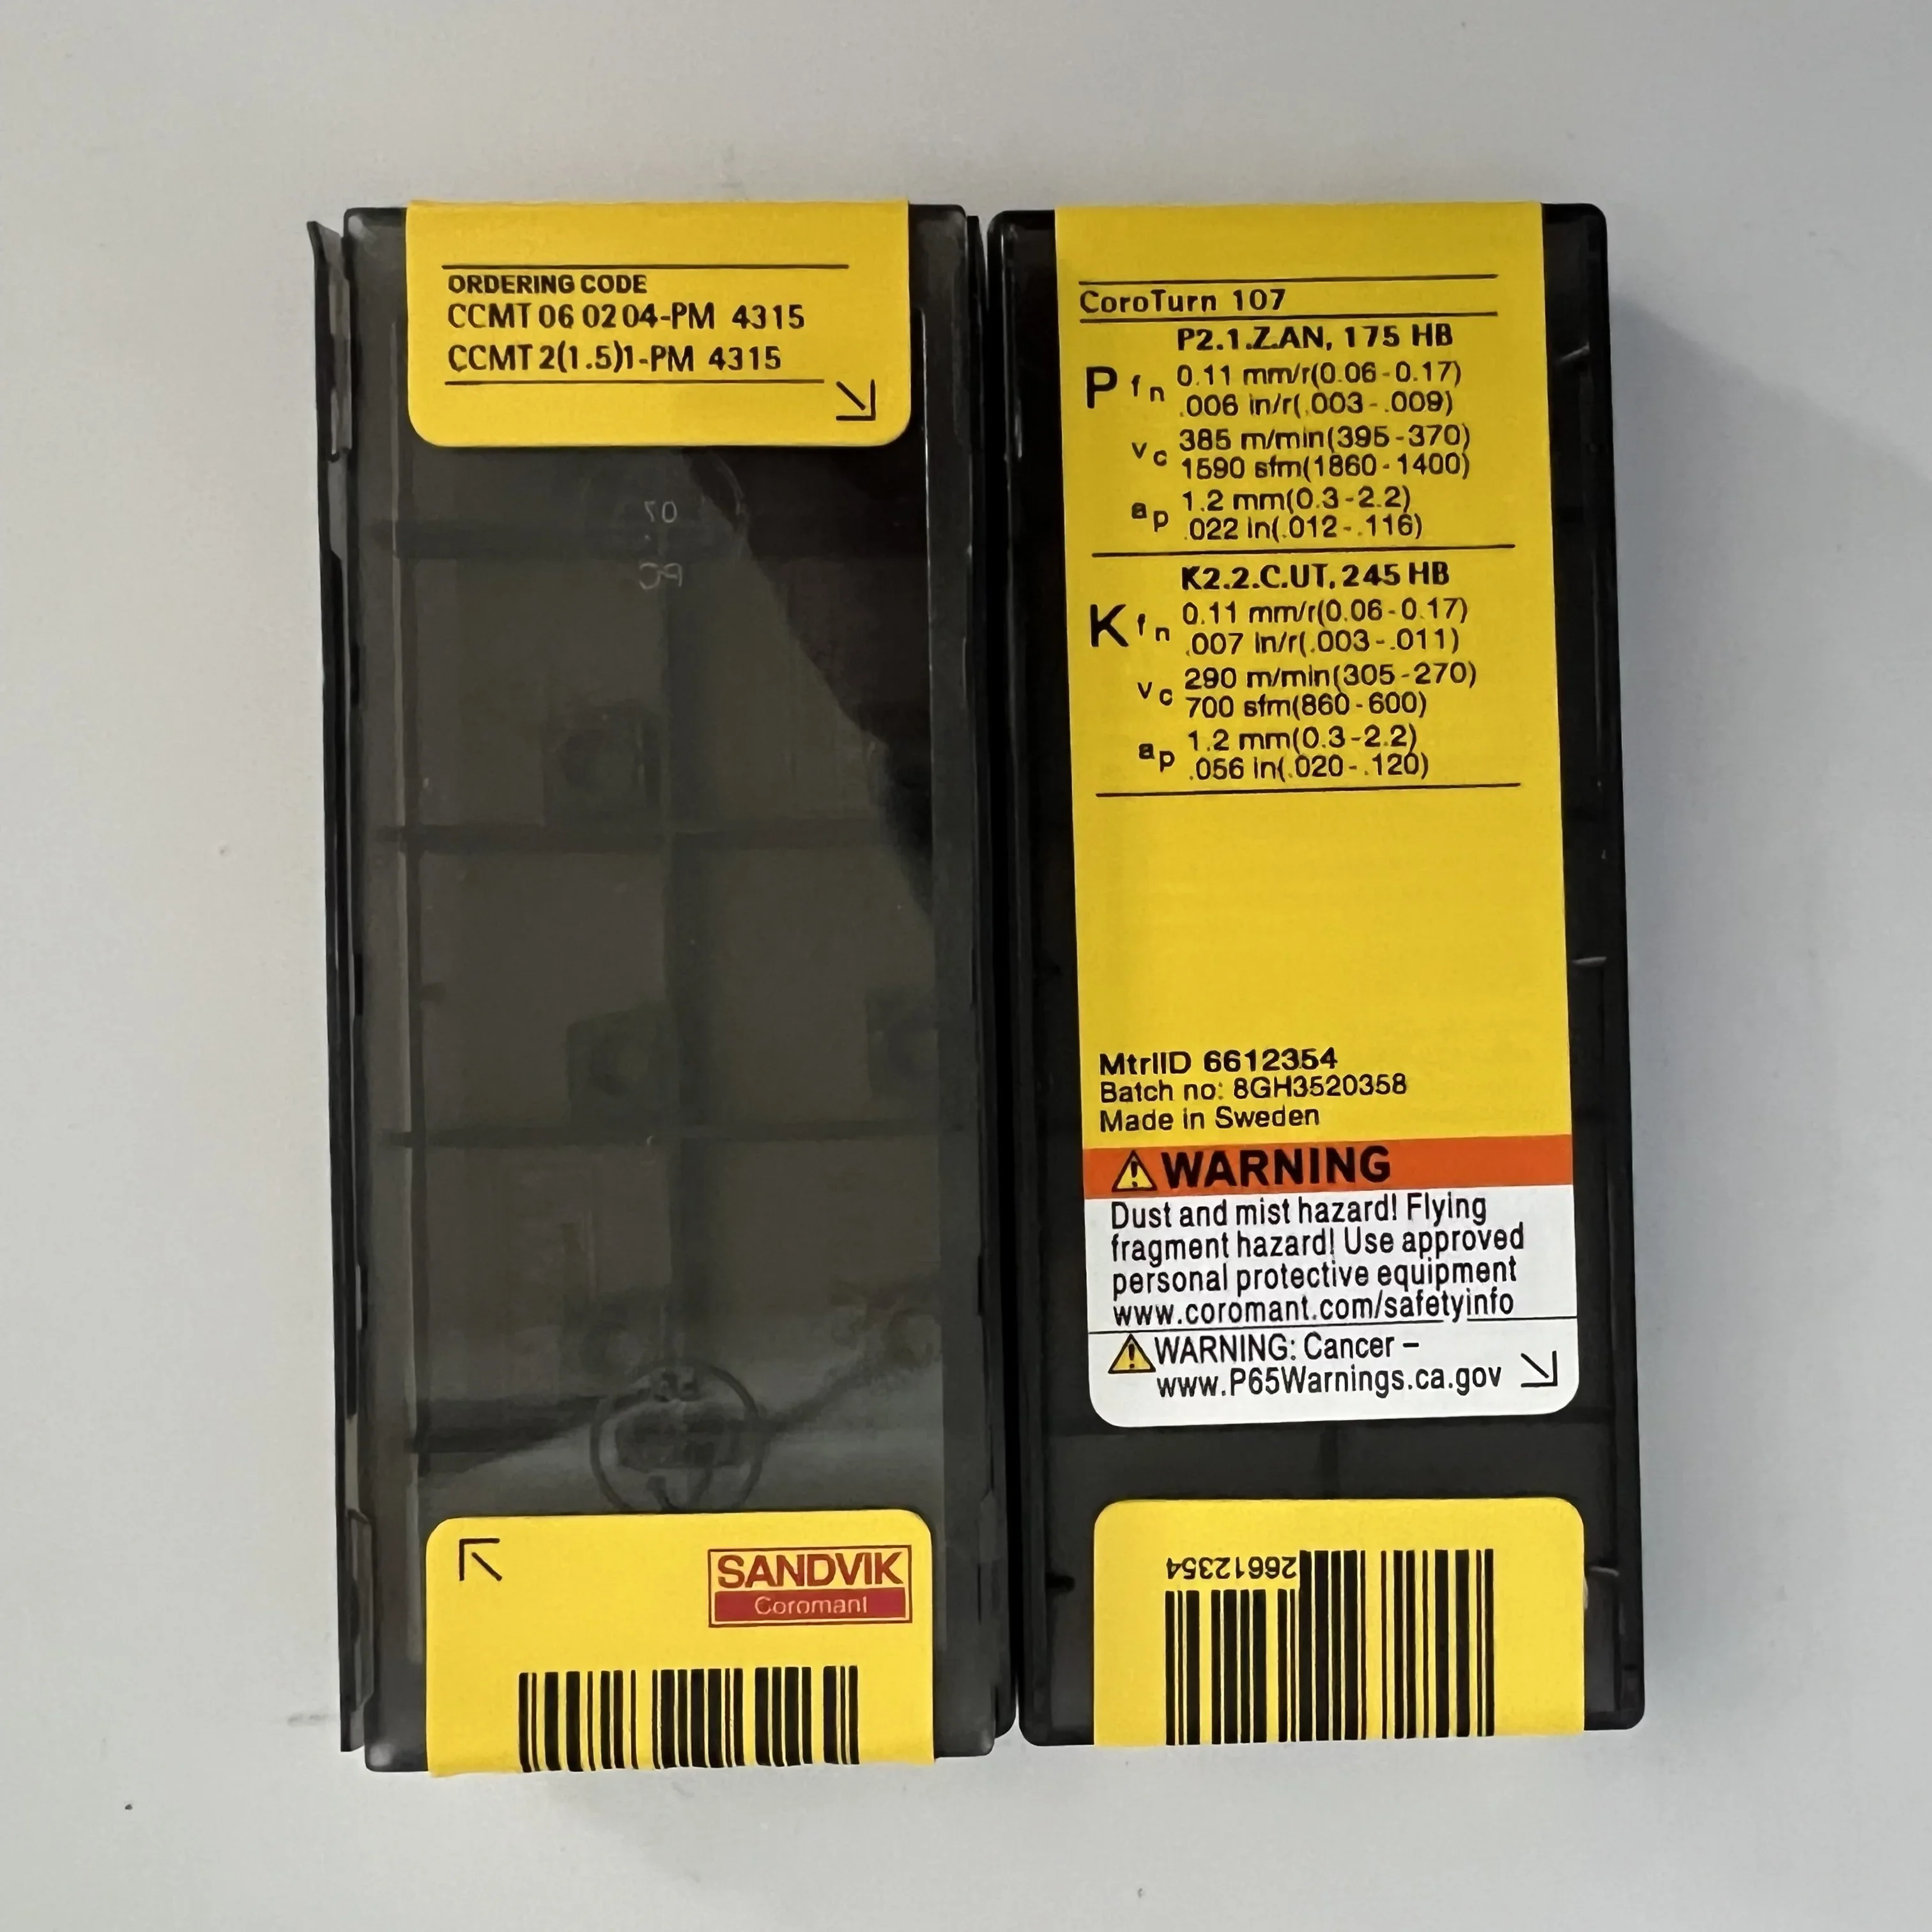 ORDERING CODE
CCMT 06 02 04-PM 4315
CCMT 2(1.5)1-PM 4315
07
PC
SANDVIK
Coromant
CoroTurn 107
P2.1.Z.AN, 175 HB
P fn 0.11 mm/r(0.06-0.17)
.006 in/r(.003-.009)
vc 385 m/min(395-370)
1590 sfm(1860-1400)
ap 1.2 mm(0.3-2.2)
.022 in(.012-.116)
K2.2.C.UT, 245 HB
K fn 0.11 mm/r(0.06-0.17)
.007 in/r(.003-.011)
vc 290 m/min(305-270)
700 sfm(860-600)
ap 1.2 mm(0.3-2.2)
.056 in(.020-.120)
MtrlID 6612354
Batch no: 8GH3520358
Made in Sweden
WARNING
Dust and mist hazard! Flying
fragment hazard! Use approved
personal protective equipment
www.coromant.com/safetyinfo
WARNING: Cancer –
www.P65Warnings.ca.gov
26612354